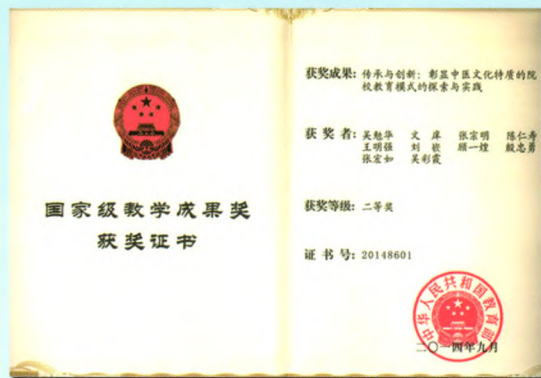 国家级教学成果奖
获奖证书
获奖成果：传承与创新：彰显中医文化特质的院
校教育模式的探索与实践
获奖者：吴勉华 文庠 张宗明 陈仁寿
王明强 刘嵚 顾一煌 殷忠勇
张宏如 吴彩霞
获奖等级：二等奖
证书号：20148601
中华人民共和国教育部
二〇一四年九月